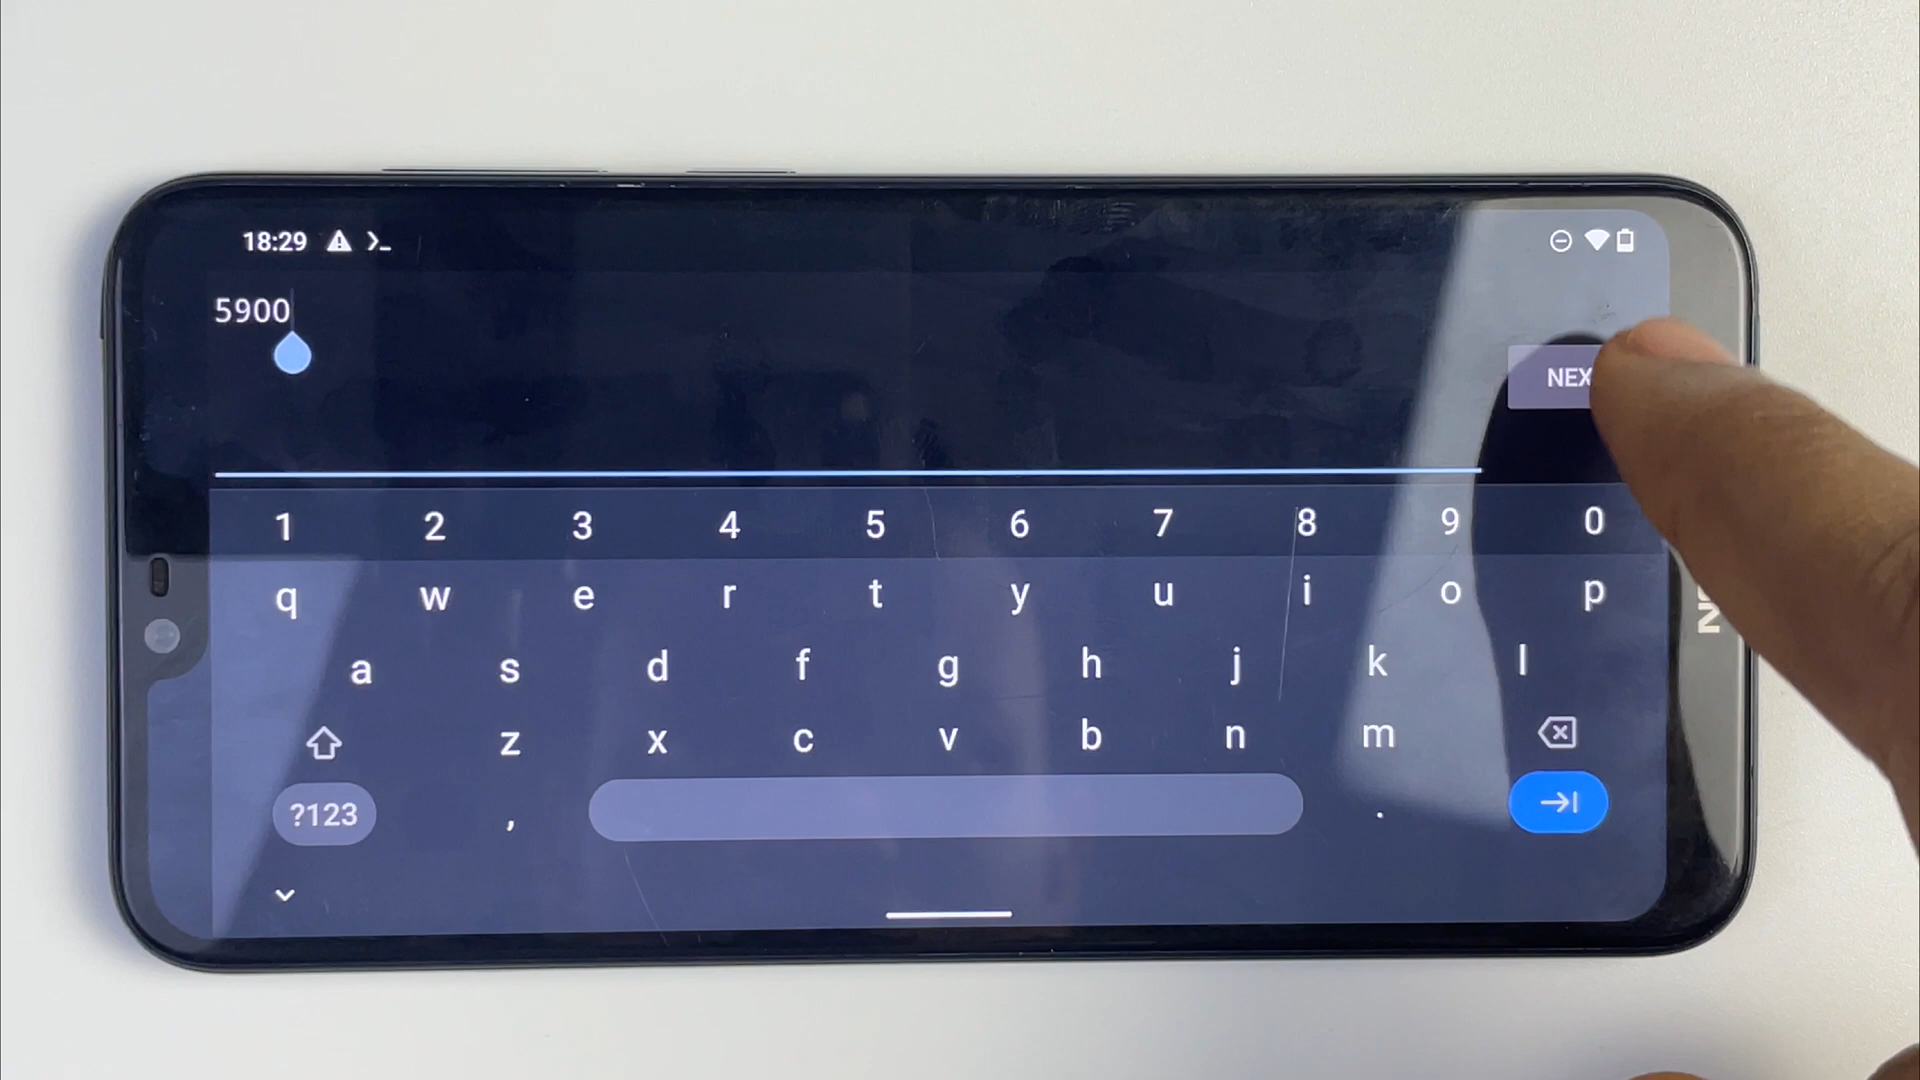 18:29
5900
NEX
1 2 3 4 5 6 7 8 9 0
q w e r t y u i o p
a s d f g h j k l
z x c v b n m
?123 , .